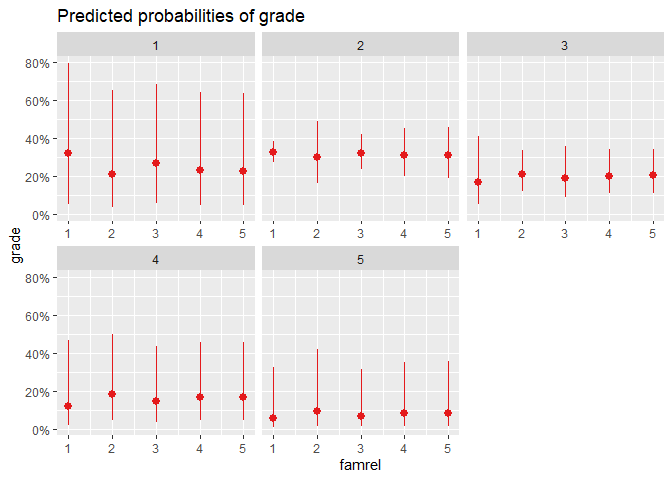 Predicted probabilities of grade
1 2 3
80%
60%
40%
20%
0%
1 2 3 4 5 1 2 3 4 5 1 2 3 4 5
4 5
80%
60%
40%
20%
0%
1 2 3 4 5 1 2 3 4 5
grade
famrel